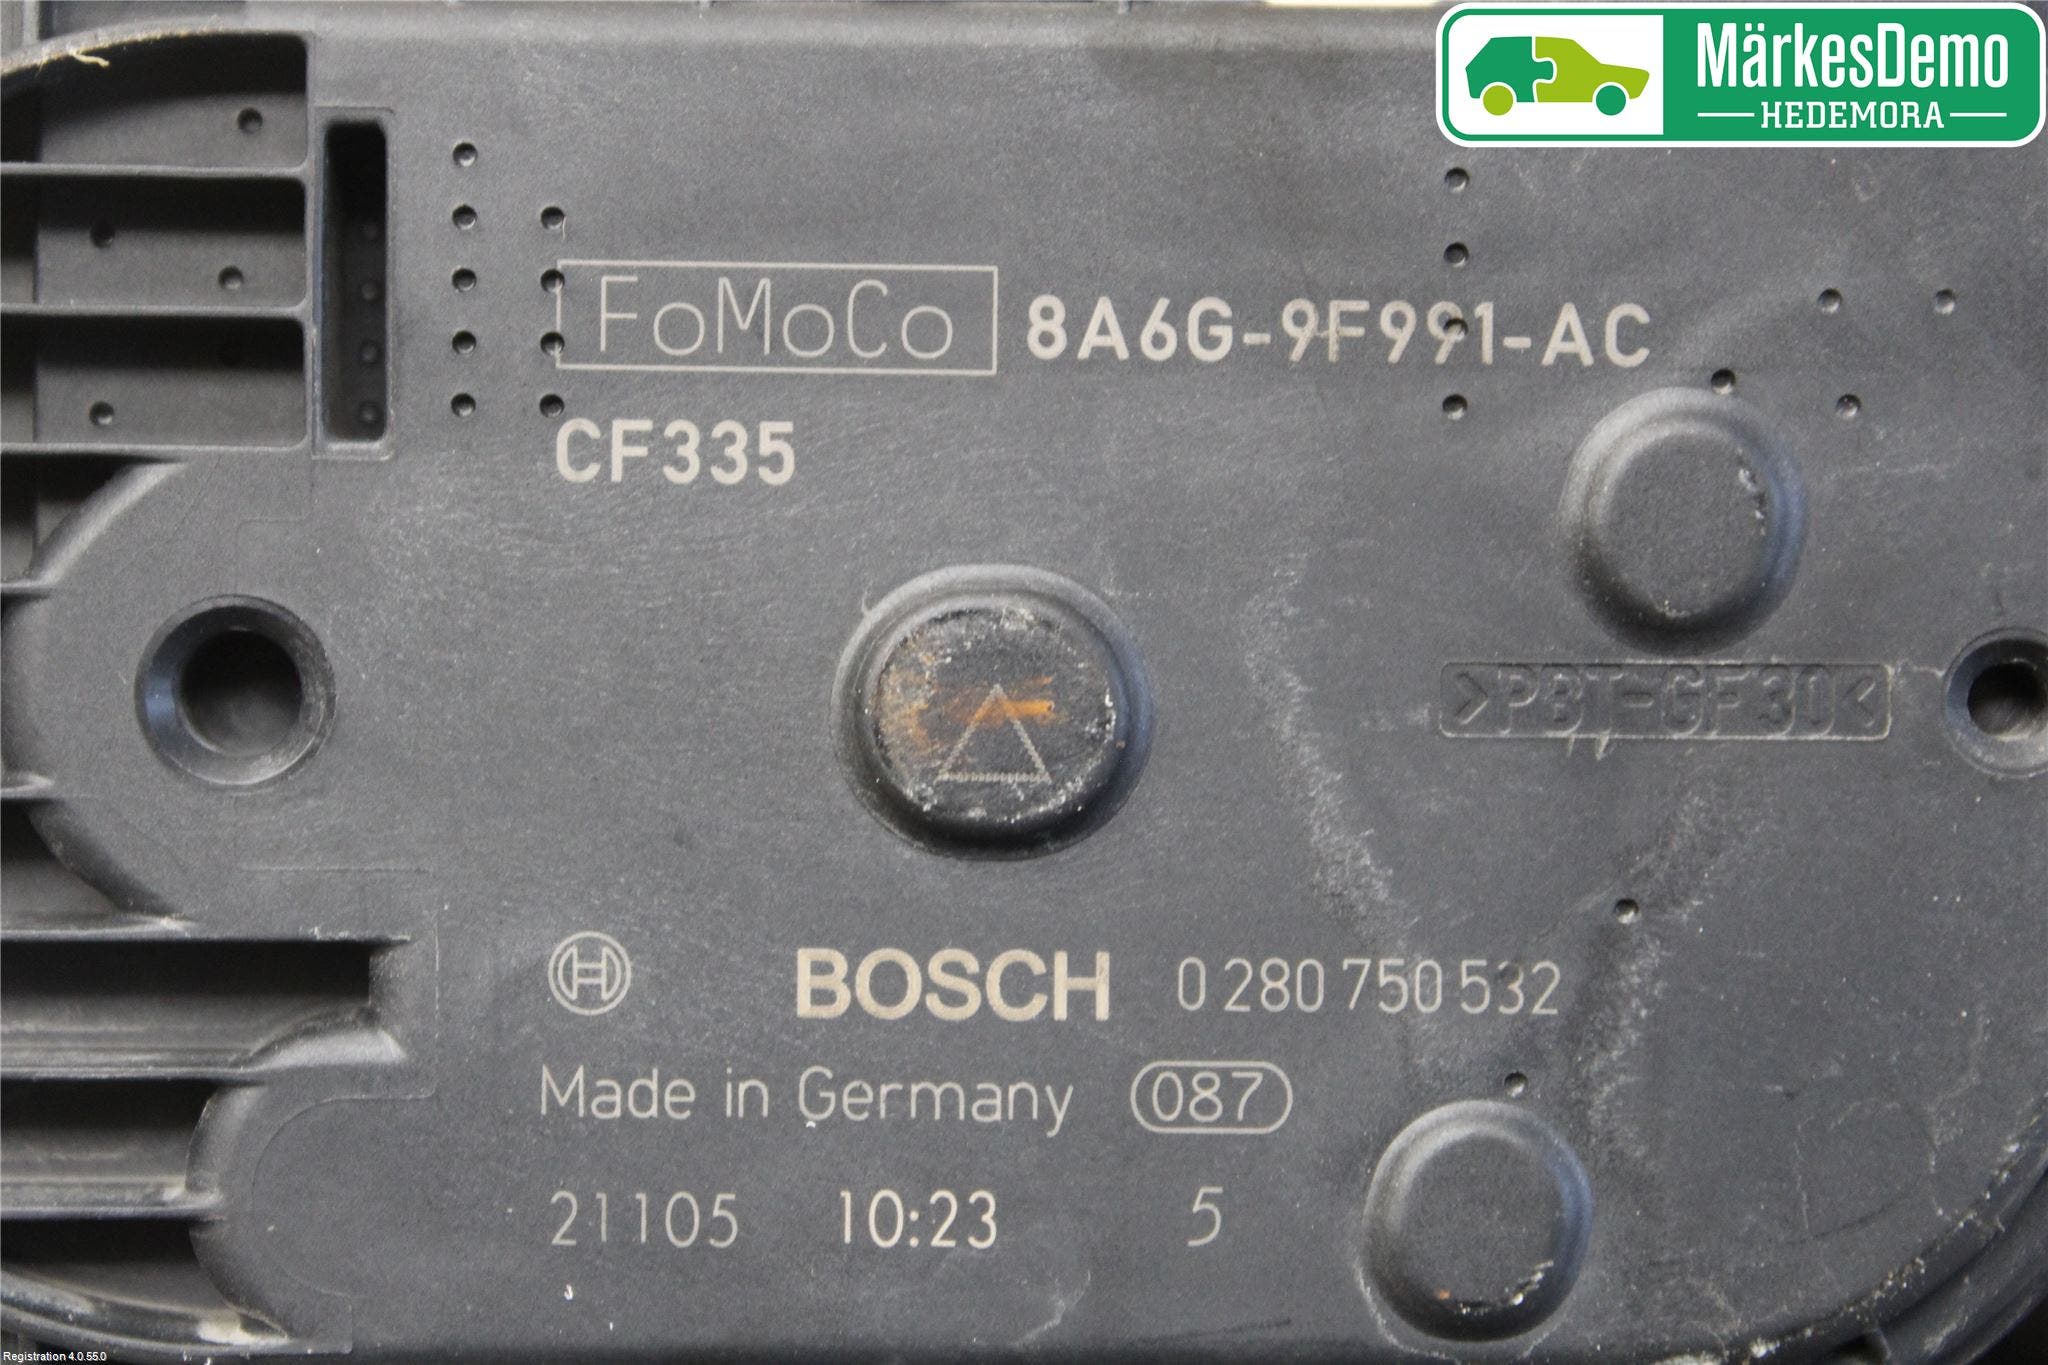 MärkesDemo
HEDEMORA
FoMoCo 8A6G-9F991-AC
CF335
>PBT-GF30<
BOSCH 0 280 750 532
Made in Germany 087
21105 10:23 5
Registration 4.0.55.0